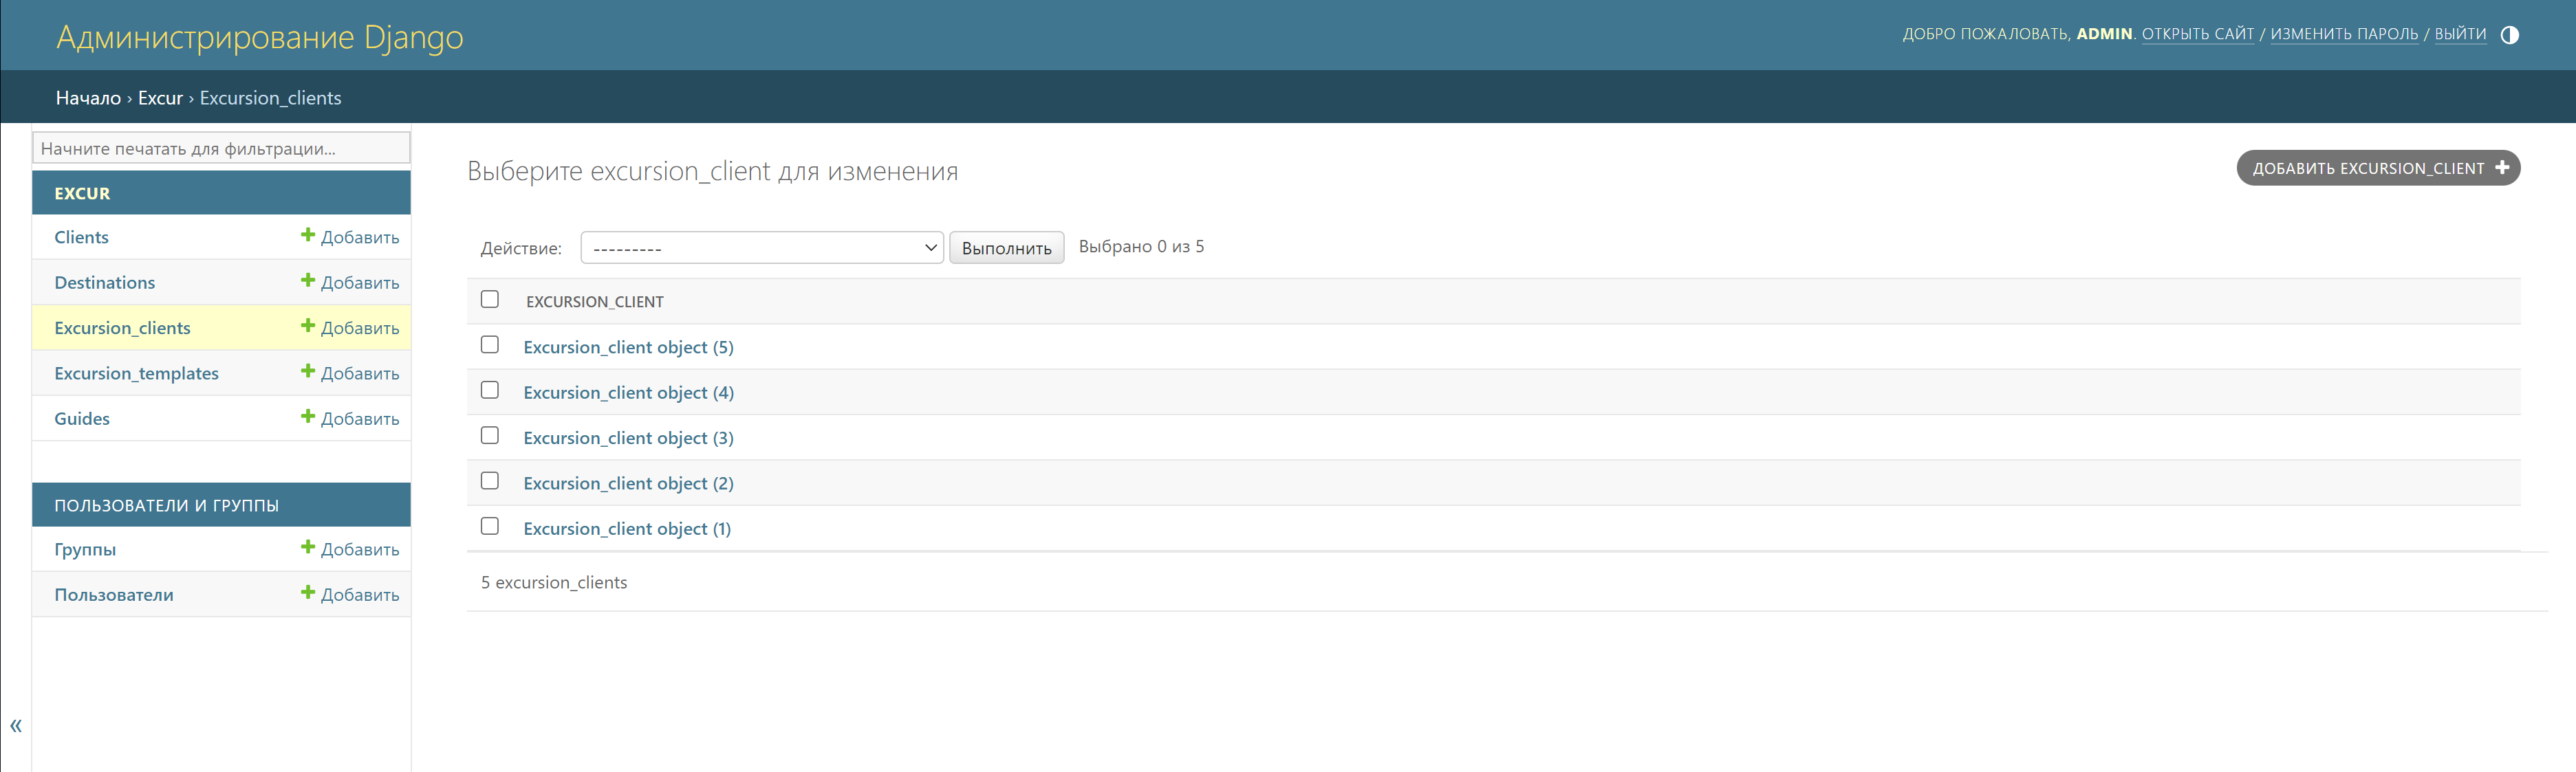 Администрирование Django
ДОБРО ПОЖАЛОВАТЬ, ADMIN. ОТКРЫТЬ САЙТ / ИЗМЕНИТЬ ПАРОЛЬ / ВЫЙТИ
Начало › Excur › Excursion_clients
Начните печатать для фильтрации...
EXCUR
Clients + Добавить
Destinations + Добавить
Excursion_clients + Добавить
Excursion_templates + Добавить
Guides + Добавить
ПОЛЬЗОВАТЕЛИ И ГРУППЫ
Группы + Добавить
Пользователи + Добавить
«
Выберите excursion_client для изменения
ДОБАВИТЬ EXCURSION_CLIENT +
Действие: --------- Выполнить Выбрано 0 из 5
EXCURSION_CLIENT
Excursion_client object (5)
Excursion_client object (4)
Excursion_client object (3)
Excursion_client object (2)
Excursion_client object (1)
5 excursion_clients